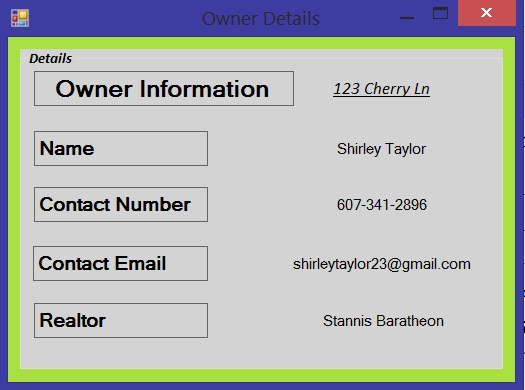 Owner Details
Details
Owner Information 123 Cherry Ln
Name Shirley Taylor
Contact Number 607-341-2896
Contact Email shirleytaylor23@gmail.com
Realtor Stannis Baratheon